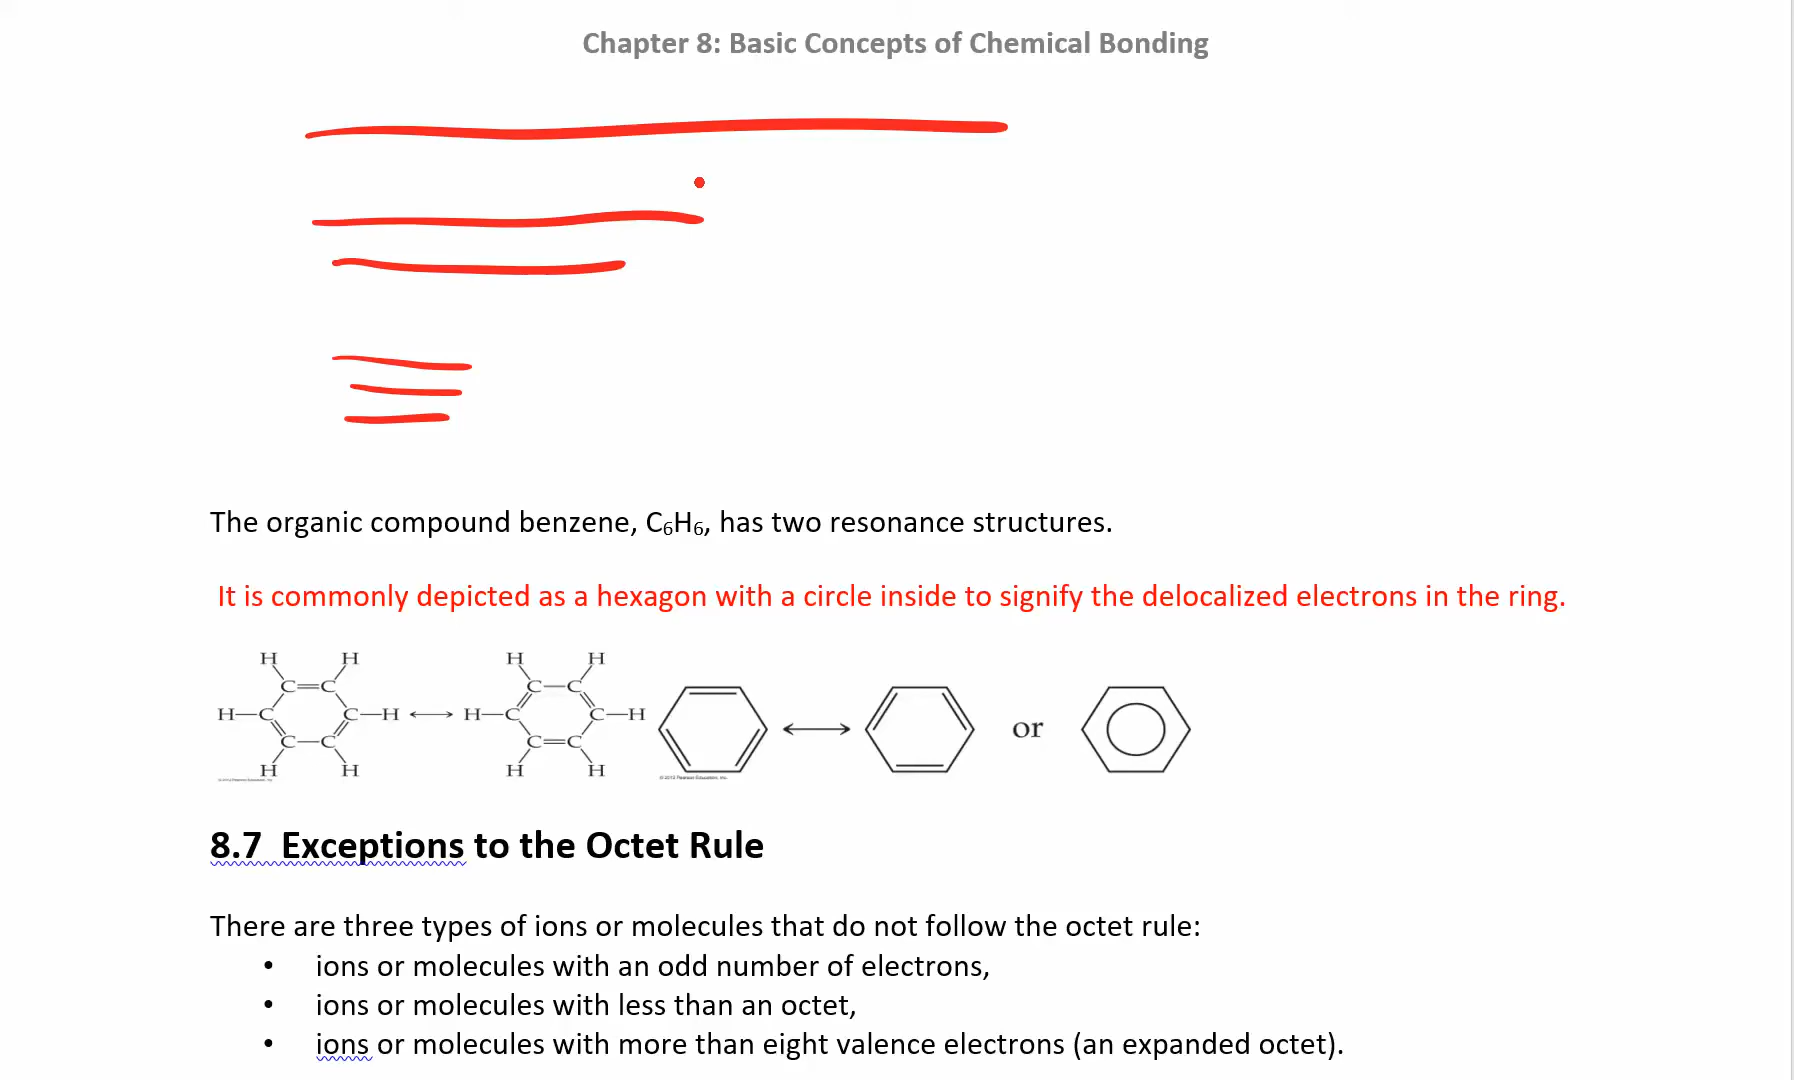 Chapter 8: Basic Concepts of Chemical Bonding
The organic compound benzene, C₆H₆, has two resonance structures.
It is commonly depicted as a hexagon with a circle inside to signify the delocalized electrons in the ring.
H H H H
C=C C—C
H—C C—H ⟷ H—C C—H ⟷ or
C—C C=C
H H H H
© 2012 Pearson Education, Inc.
8.7 Exceptions to the Octet Rule
There are three types of ions or molecules that do not follow the octet rule:
• ions or molecules with an odd number of electrons,
• ions or molecules with less than an octet,
• ions or molecules with more than eight valence electrons (an expanded octet).